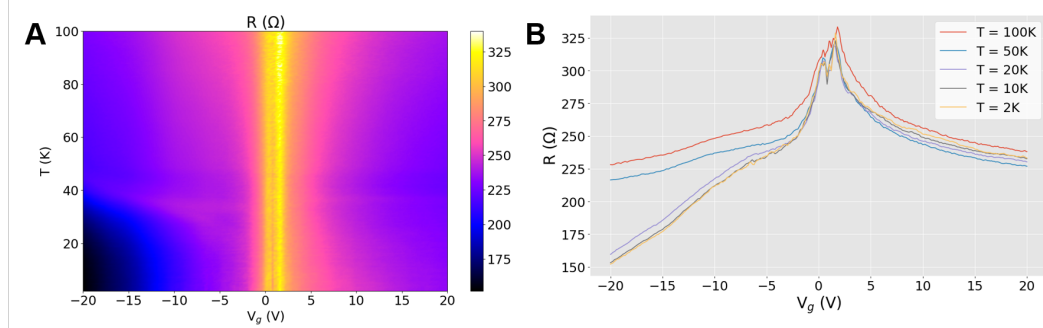 A
R (Ω)
100
80
60
40
20
T (K)
−20 −15 −10 −5 0 5 10 15 20
V_g (V)
325
300
275
250
225
200
175
B
325
300
275
250
225
200
175
150
R (Ω)
−20 −15 −10 −5 0 5 10 15 20
V_g (V)
T = 100K
T = 50K
T = 20K
T = 10K
T = 2K